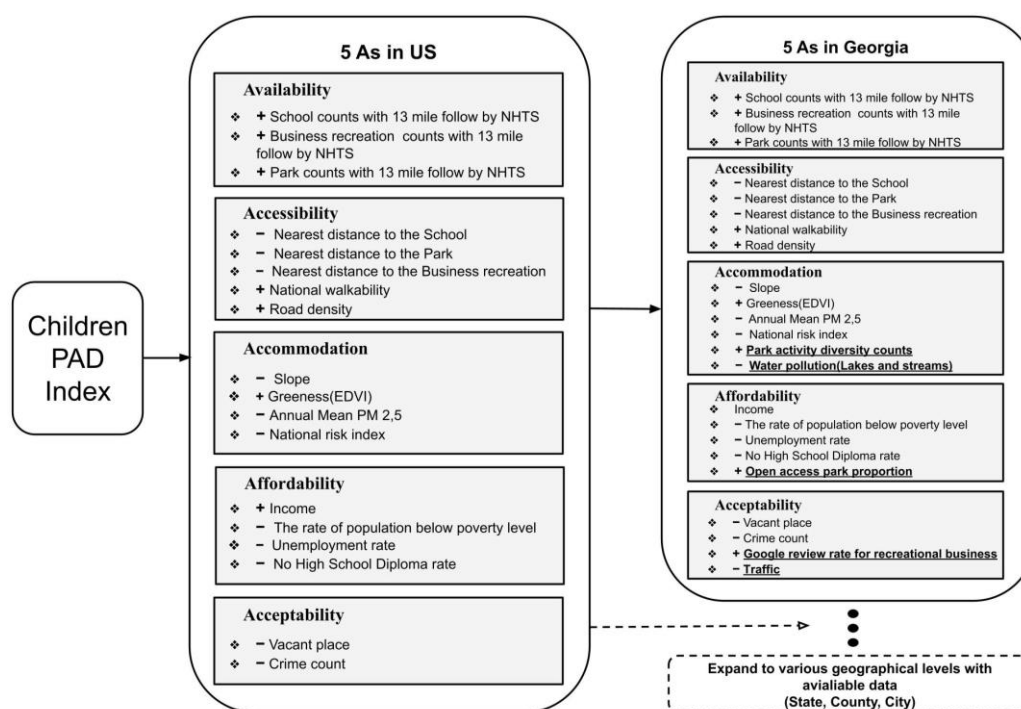 Children
PAD
Index
5 As in US
Availability
❖ + School counts with 13 mile follow by NHTS
❖ + Business recreation counts with 13 mile
follow by NHTS
❖ + Park counts with 13 mile follow by NHTS
Accessibility
❖ − Nearest distance to the School
❖ − Nearest distance to the Park
❖ − Nearest distance to the Business recreation
❖ + National walkability
❖ + Road density
Accommodation
❖ − Slope
❖ + Greeness(EDVI)
❖ − Annual Mean PM 2,5
❖ − National risk index
Affordability
❖ + Income
❖ − The rate of population below poverty level
❖ − Unemployment rate
❖ − No High School Diploma rate
Acceptability
❖ − Vacant place
❖ − Crime count
5 As in Georgia
Availability
❖ + School counts with 13 mile follow by NHTS
❖ + Business recreation counts with 13 mile
follow by NHTS
❖ + Park counts with 13 mile follow by NHTS
Accessibility
❖ − Nearest distance to the School
❖ − Nearest distance to the Park
❖ − Nearest distance to the Business recreation
❖ + National walkability
❖ + Road density
Accommodation
❖ − Slope
❖ + Greeness(EDVI)
❖ − Annual Mean PM 2,5
❖ − National risk index
❖ + Park activity diversity counts
❖ − Water pollution(Lakes and streams)
Affordability
❖ Income
❖ − The rate of population below poverty level
❖ − Unemployment rate
❖ − No High School Diploma rate
❖ + Open access park proportion
Acceptability
❖ − Vacant place
❖ − Crime count
❖ + Google review rate for recreational business
❖ − Traffic
Expand to various geographical levels with
avialiable data
(State, County, City)